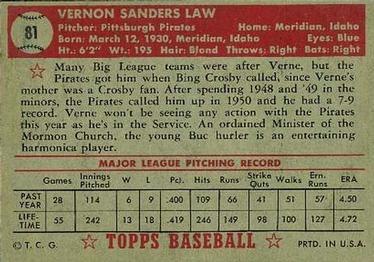 81
VERNON SANDERS LAW
Pitcher: Pittsburgh Pirates Home: Meridian, Idaho
Born: March 12, 1930, Meridian, Idaho Eyes: Blue
Ht.: 6'2" Wt.: 195 Hair: Blond Throws: Right Bats: Right
Many Big League teams were after Verne, but the
Pirates got him when Bing Crosby called, since Verne's
mother was a Crosby fan. After spending 1948 and '49 in
the minors, the Pirates called him up in 1950 and he had a 7-9
record. Verne won't be seeing any action with the Pirates
this year as he's in the Service. An ordained Minister of the
Mormon Church, the young Buc hurler is an entertaining
harmonica player.
MAJOR LEAGUE PITCHING RECORD
Games Innings Pitched W L Pct. Hits Runs Strike Outs Walks Ern. Runs ERA
PAST YEAR 28 114 6 9 .400 109 66 41 51 57 4.50
LIFE-TIME 55 242 13 18 .419 246 149 98 100 127 4.72
© T. C. G. TOPPS BASEBALL PRTD. IN U.S.A.